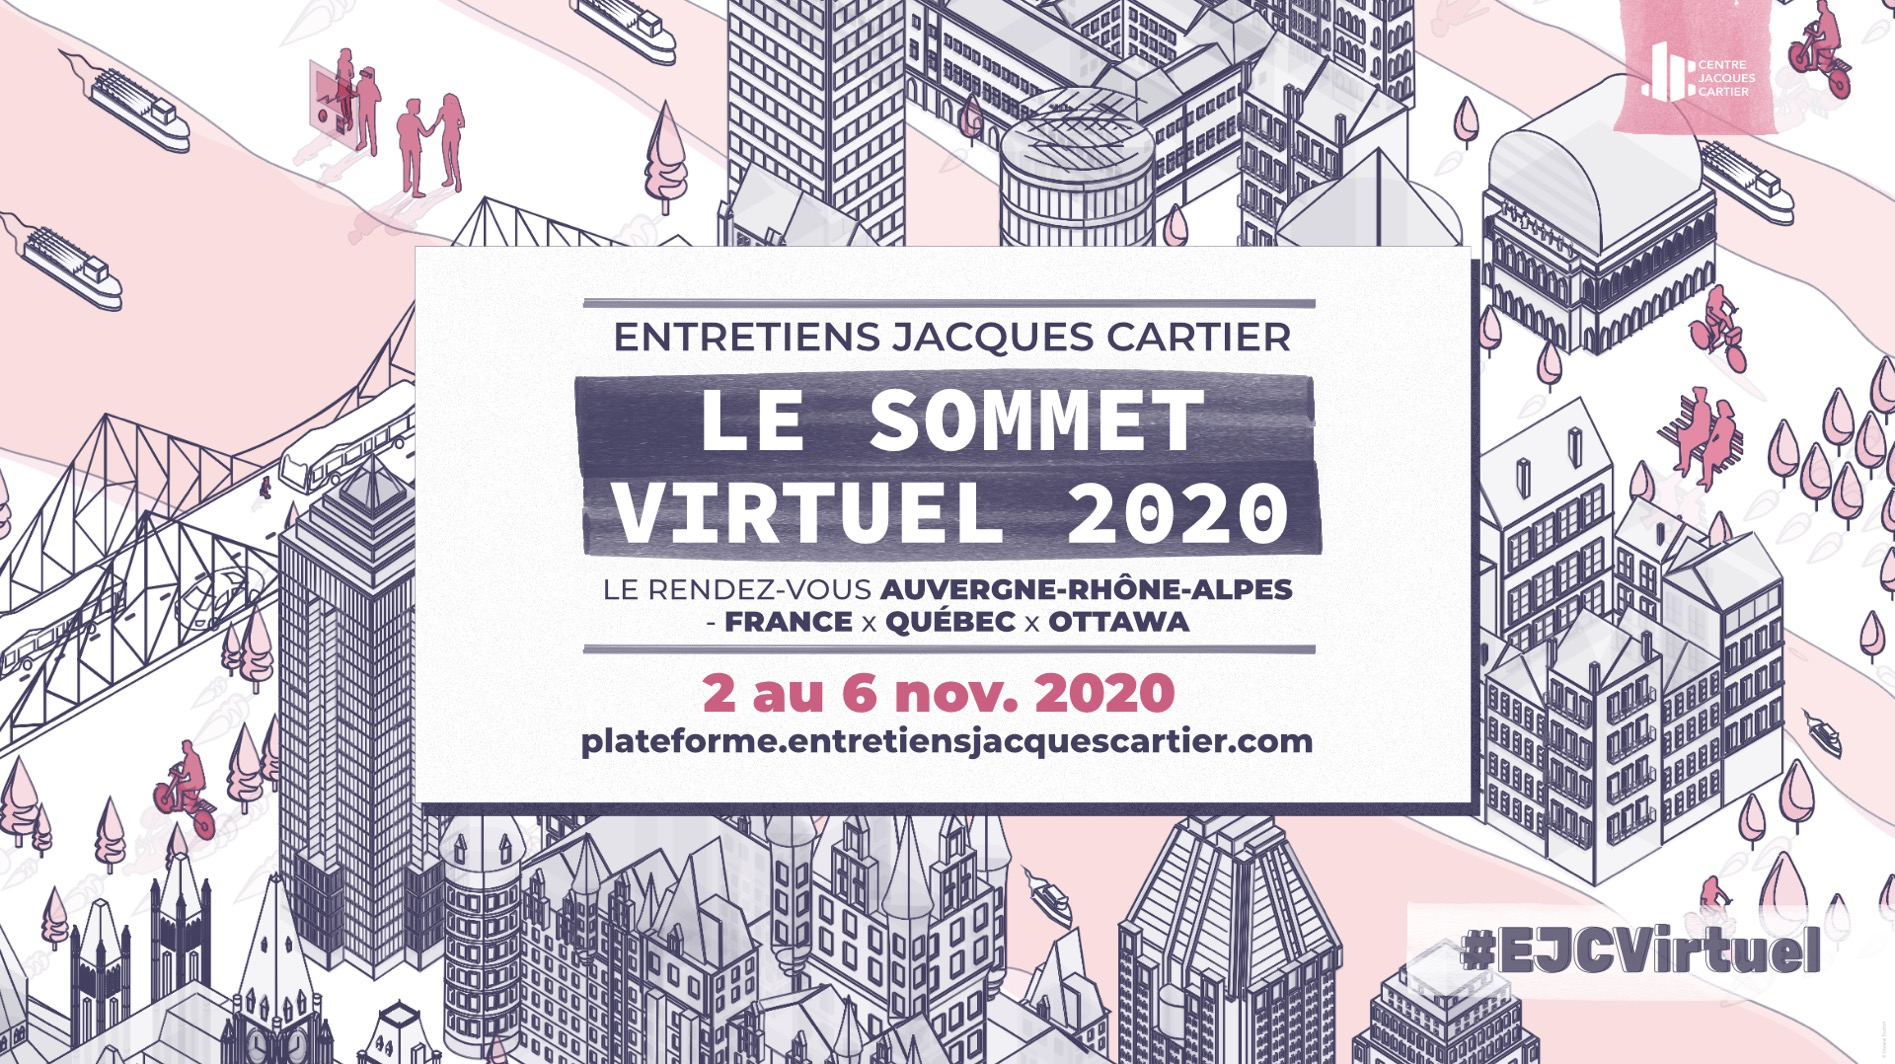 CENTRE
JACQUES
CARTIER
ENTRETIENS JACQUES CARTIER
LE SOMMET
VIRTUEL 2020
LE RENDEZ-VOUS AUVERGNE-RHÔNE-ALPES
- FRANCE x QUÉBEC x OTTAWA
2 au 6 nov. 2020
plateforme.entretiensjacquescartier.com
#EJCVirtuel